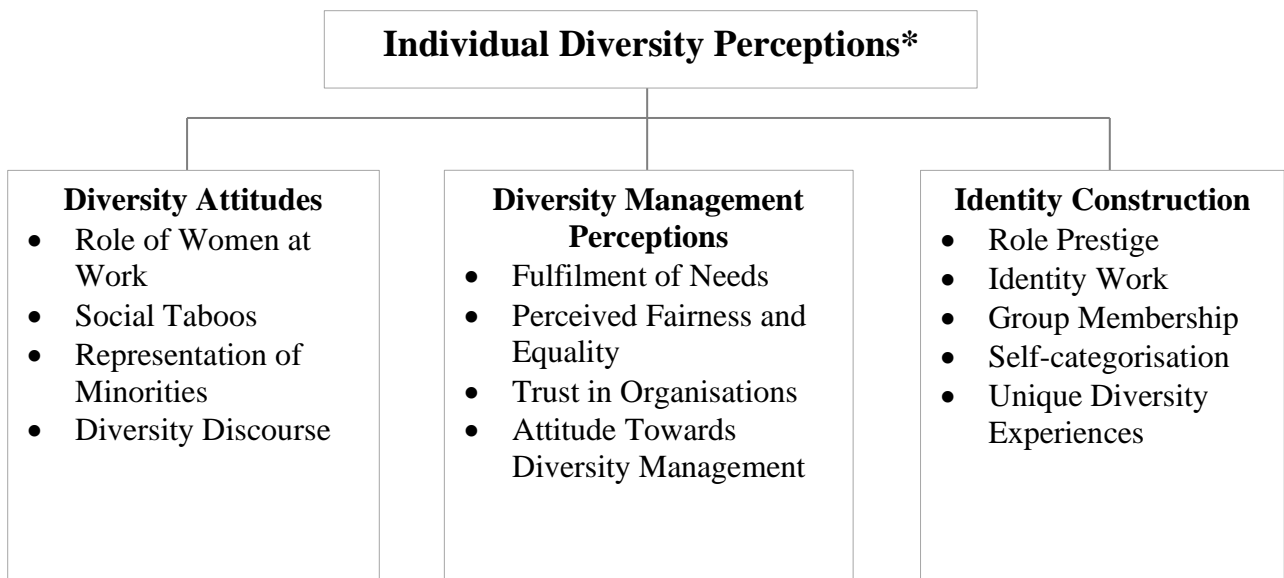 Individual Diversity Perceptions*
Diversity Attitudes
• Role of Women at
Work
• Social Taboos
• Representation of
Minorities
• Diversity Discourse
Diversity Management
Perceptions
• Fulfilment of Needs
• Perceived Fairness and
Equality
• Trust in Organisations
• Attitude Towards
Diversity Management
Identity Construction
• Role Prestige
• Identity Work
• Group Membership
• Self-categorisation
• Unique Diversity
Experiences